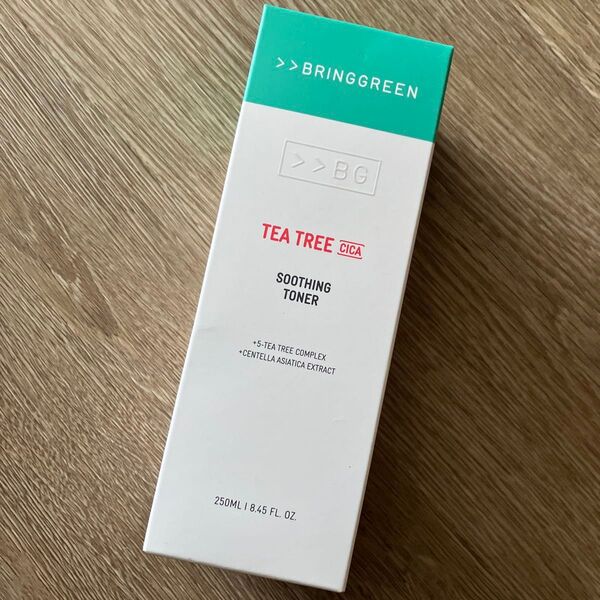 >>BRINGGREEN
>>BG
TEA TREE CICA
SOOTHING
TONER
+5-TEA TREE COMPLEX
+CENTELLA ASIATICA EXTRACT
250ML I 8.45 FL. OZ.